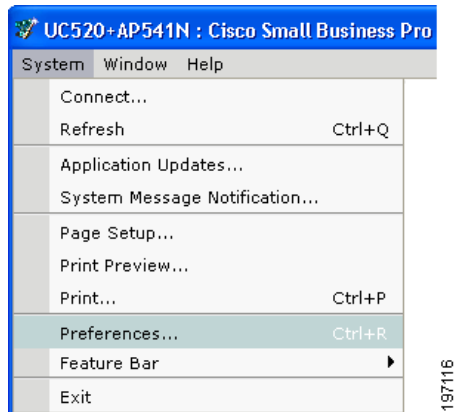 UC520+AP541N : Cisco Small Business Pro
System Window Help
Connect...
Refresh Ctrl+Q
Application Updates...
System Message Notification...
Page Setup...
Print Preview...
Print... Ctrl+P
Preferences... Ctrl+R
Feature Bar
Exit
197116